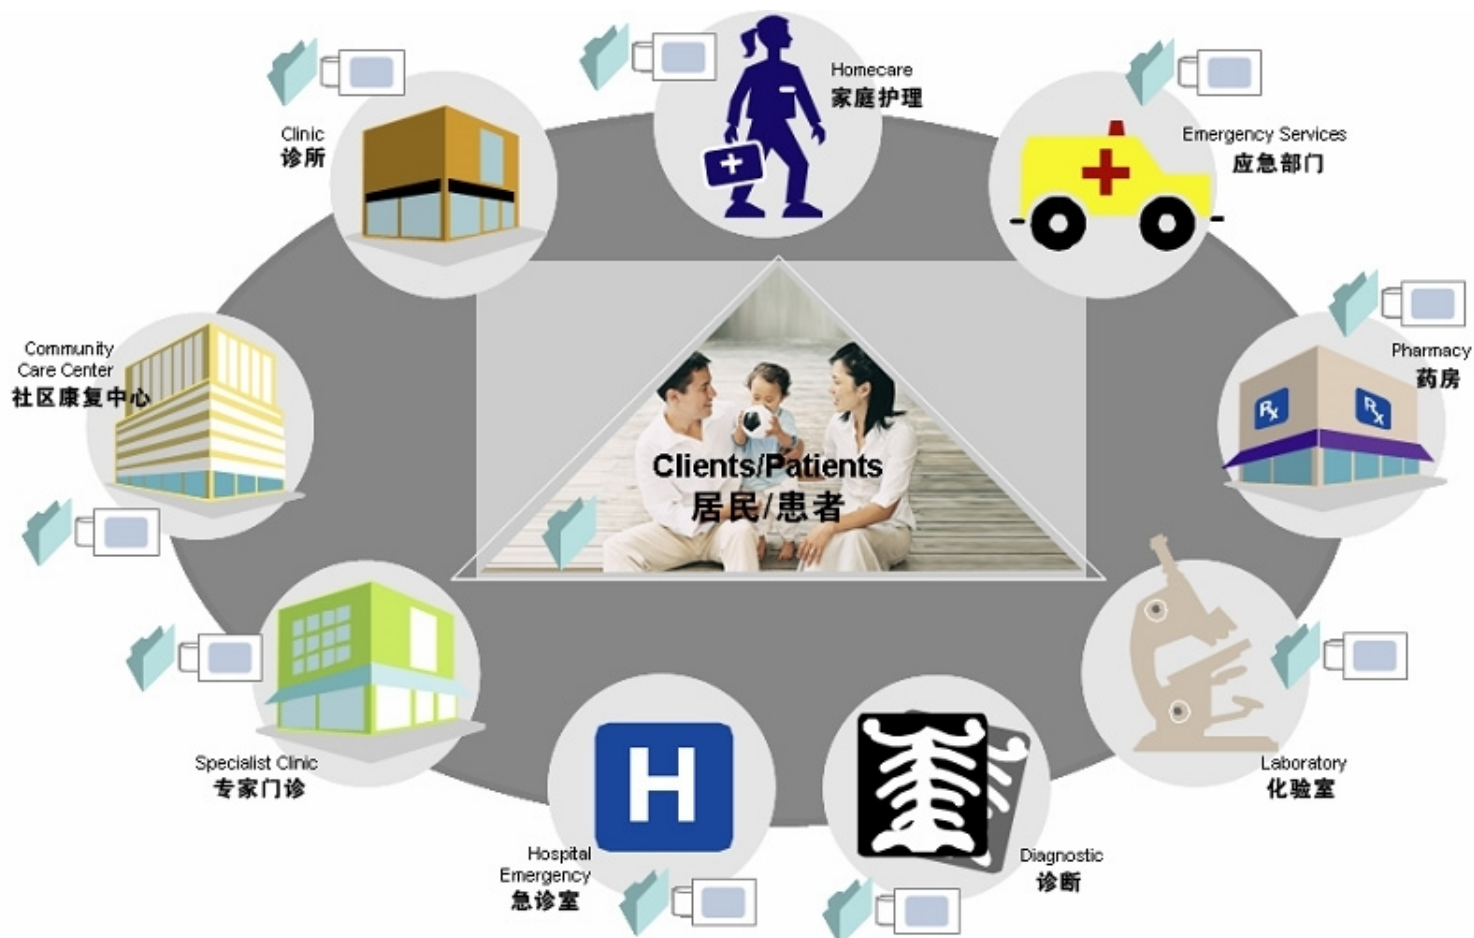 Homecare
家庭护理
Clinic
诊所
Emergency Services
应急部门
Community
Care Center
社区康复中心
Pharmacy
药房
Rx
Rx
Clients/Patients
居民/患者
Specialist Clinic
专家门诊
H
Laboratory
化验室
Hospital
Emergency
急诊室
Diagnostic
诊断